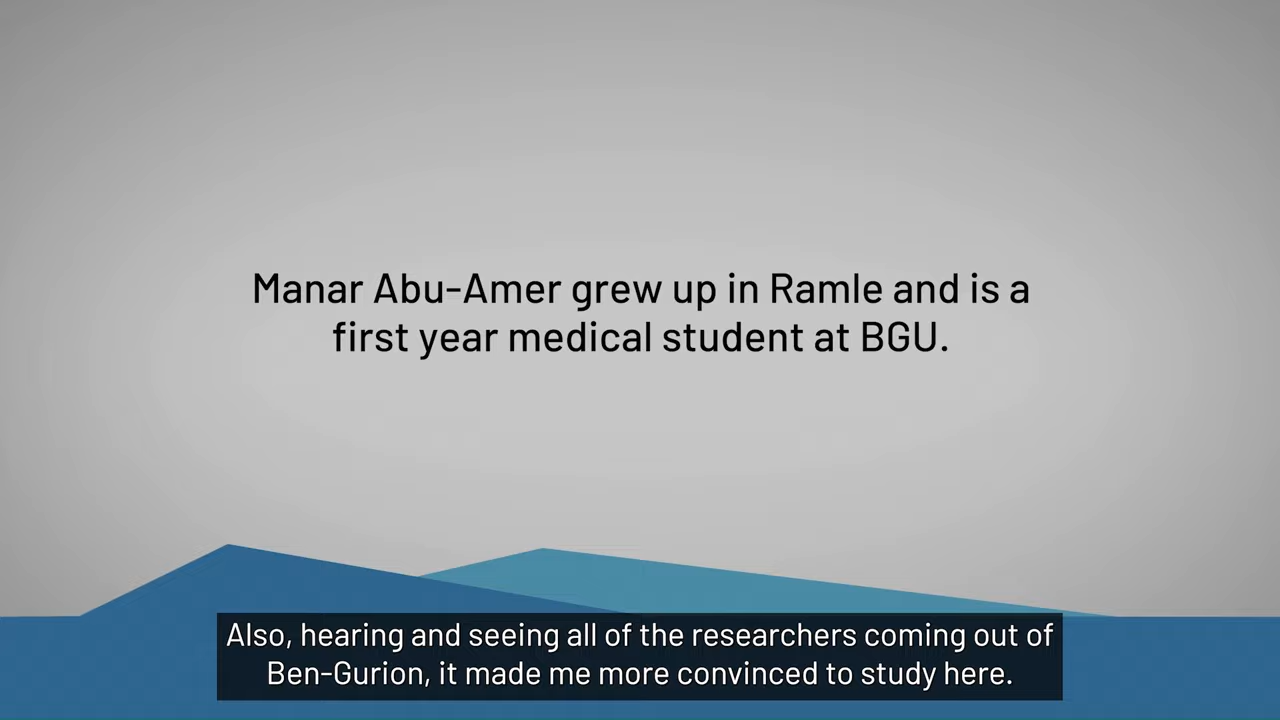 Manar Abu-Amer grew up in Ramle and is a
first year medical student at BGU.
Also, hearing and seeing all of the researchers coming out of
Ben-Gurion, it made me more convinced to study here.